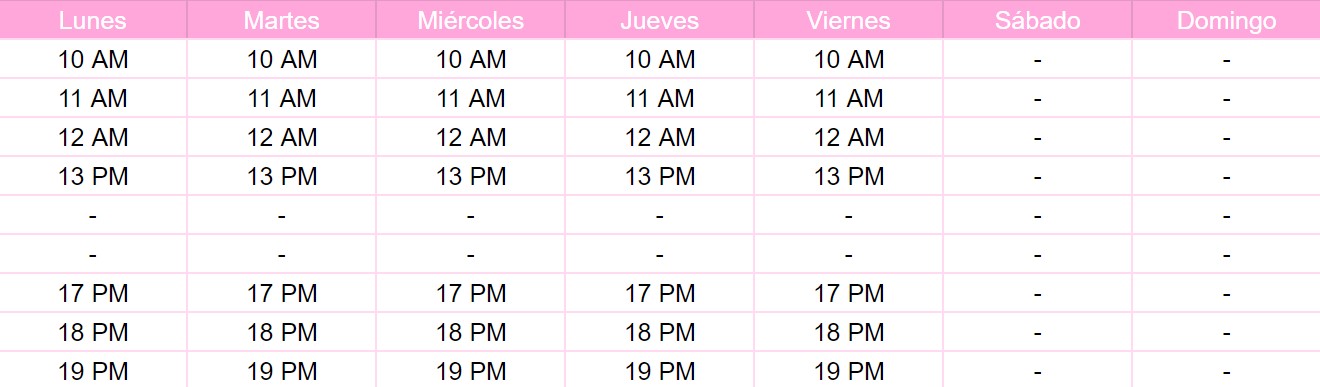 Lunes Martes Miércoles Jueves Viernes Sábado Domingo
10 AM 10 AM 10 AM 10 AM 10 AM - -
11 AM 11 AM 11 AM 11 AM 11 AM - -
12 AM 12 AM 12 AM 12 AM 12 AM - -
13 PM 13 PM 13 PM 13 PM 13 PM - -
- - - - - - -
- - - - - - -
17 PM 17 PM 17 PM 17 PM 17 PM - -
18 PM 18 PM 18 PM 18 PM 18 PM - -
19 PM 19 PM 19 PM 19 PM 19 PM - -